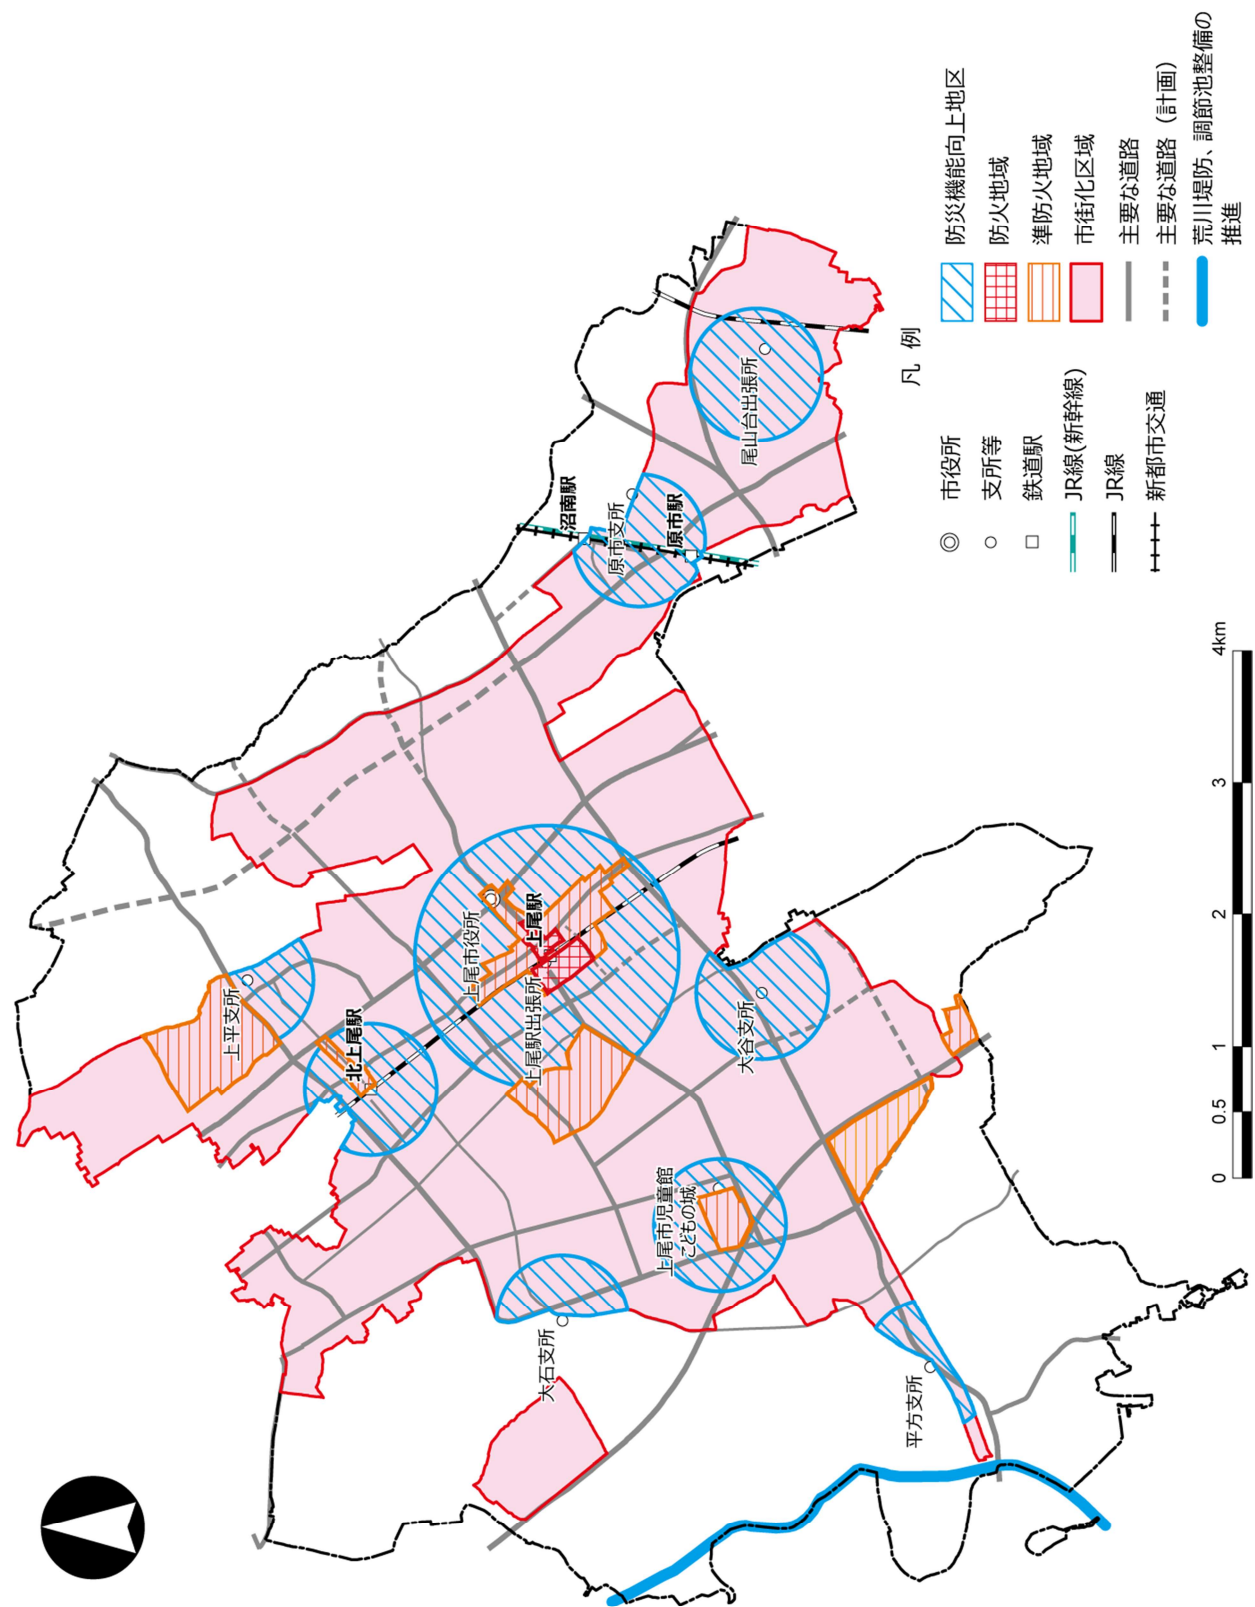 上平支所
北上尾駅
上尾市役所
上尾駅
上尾駅出張所
大谷支所
上尾市児童館
こどもの城
大石支所
平方支所
沼南駅
原市支所
原市駅
尾山台出張所
凡 例
市役所
支所等
鉄道駅
JR線(新幹線)
JR線
新都市交通
防災機能向上地区
防火地域
準防火地域
市街化区域
主要な道路
主要な道路（計画）
荒川堤防、調節池整備の
推進
0 0.5 1 2 3 4km